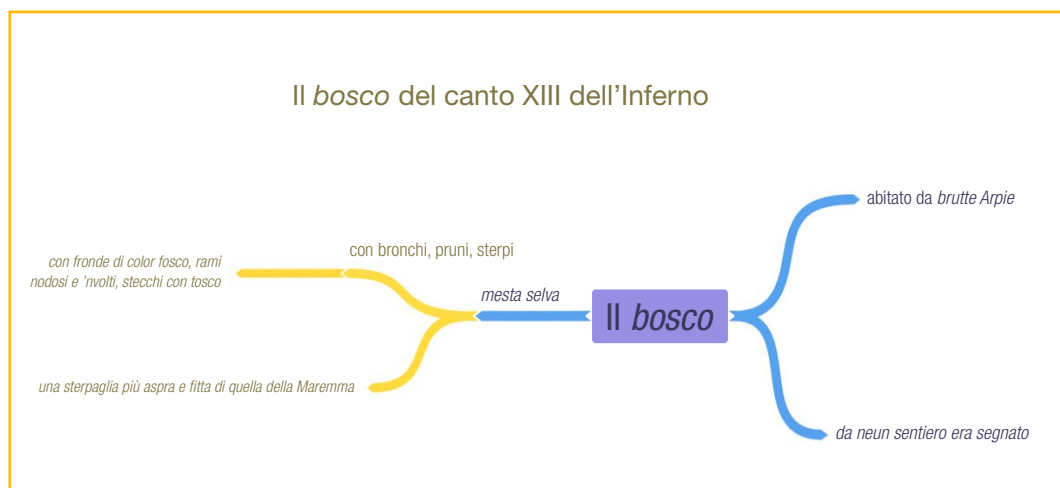 Il bosco del canto XIII dell'Inferno
abitato da brutte Arpie
con bronchi, pruni, sterpi
con fronde di color fosco, rami
nodosi e 'nvolti, stecchi con tosco
mesta selva
Il bosco
una sterpaglia più aspra e fitta di quella della Maremma
da neun sentiero era segnato